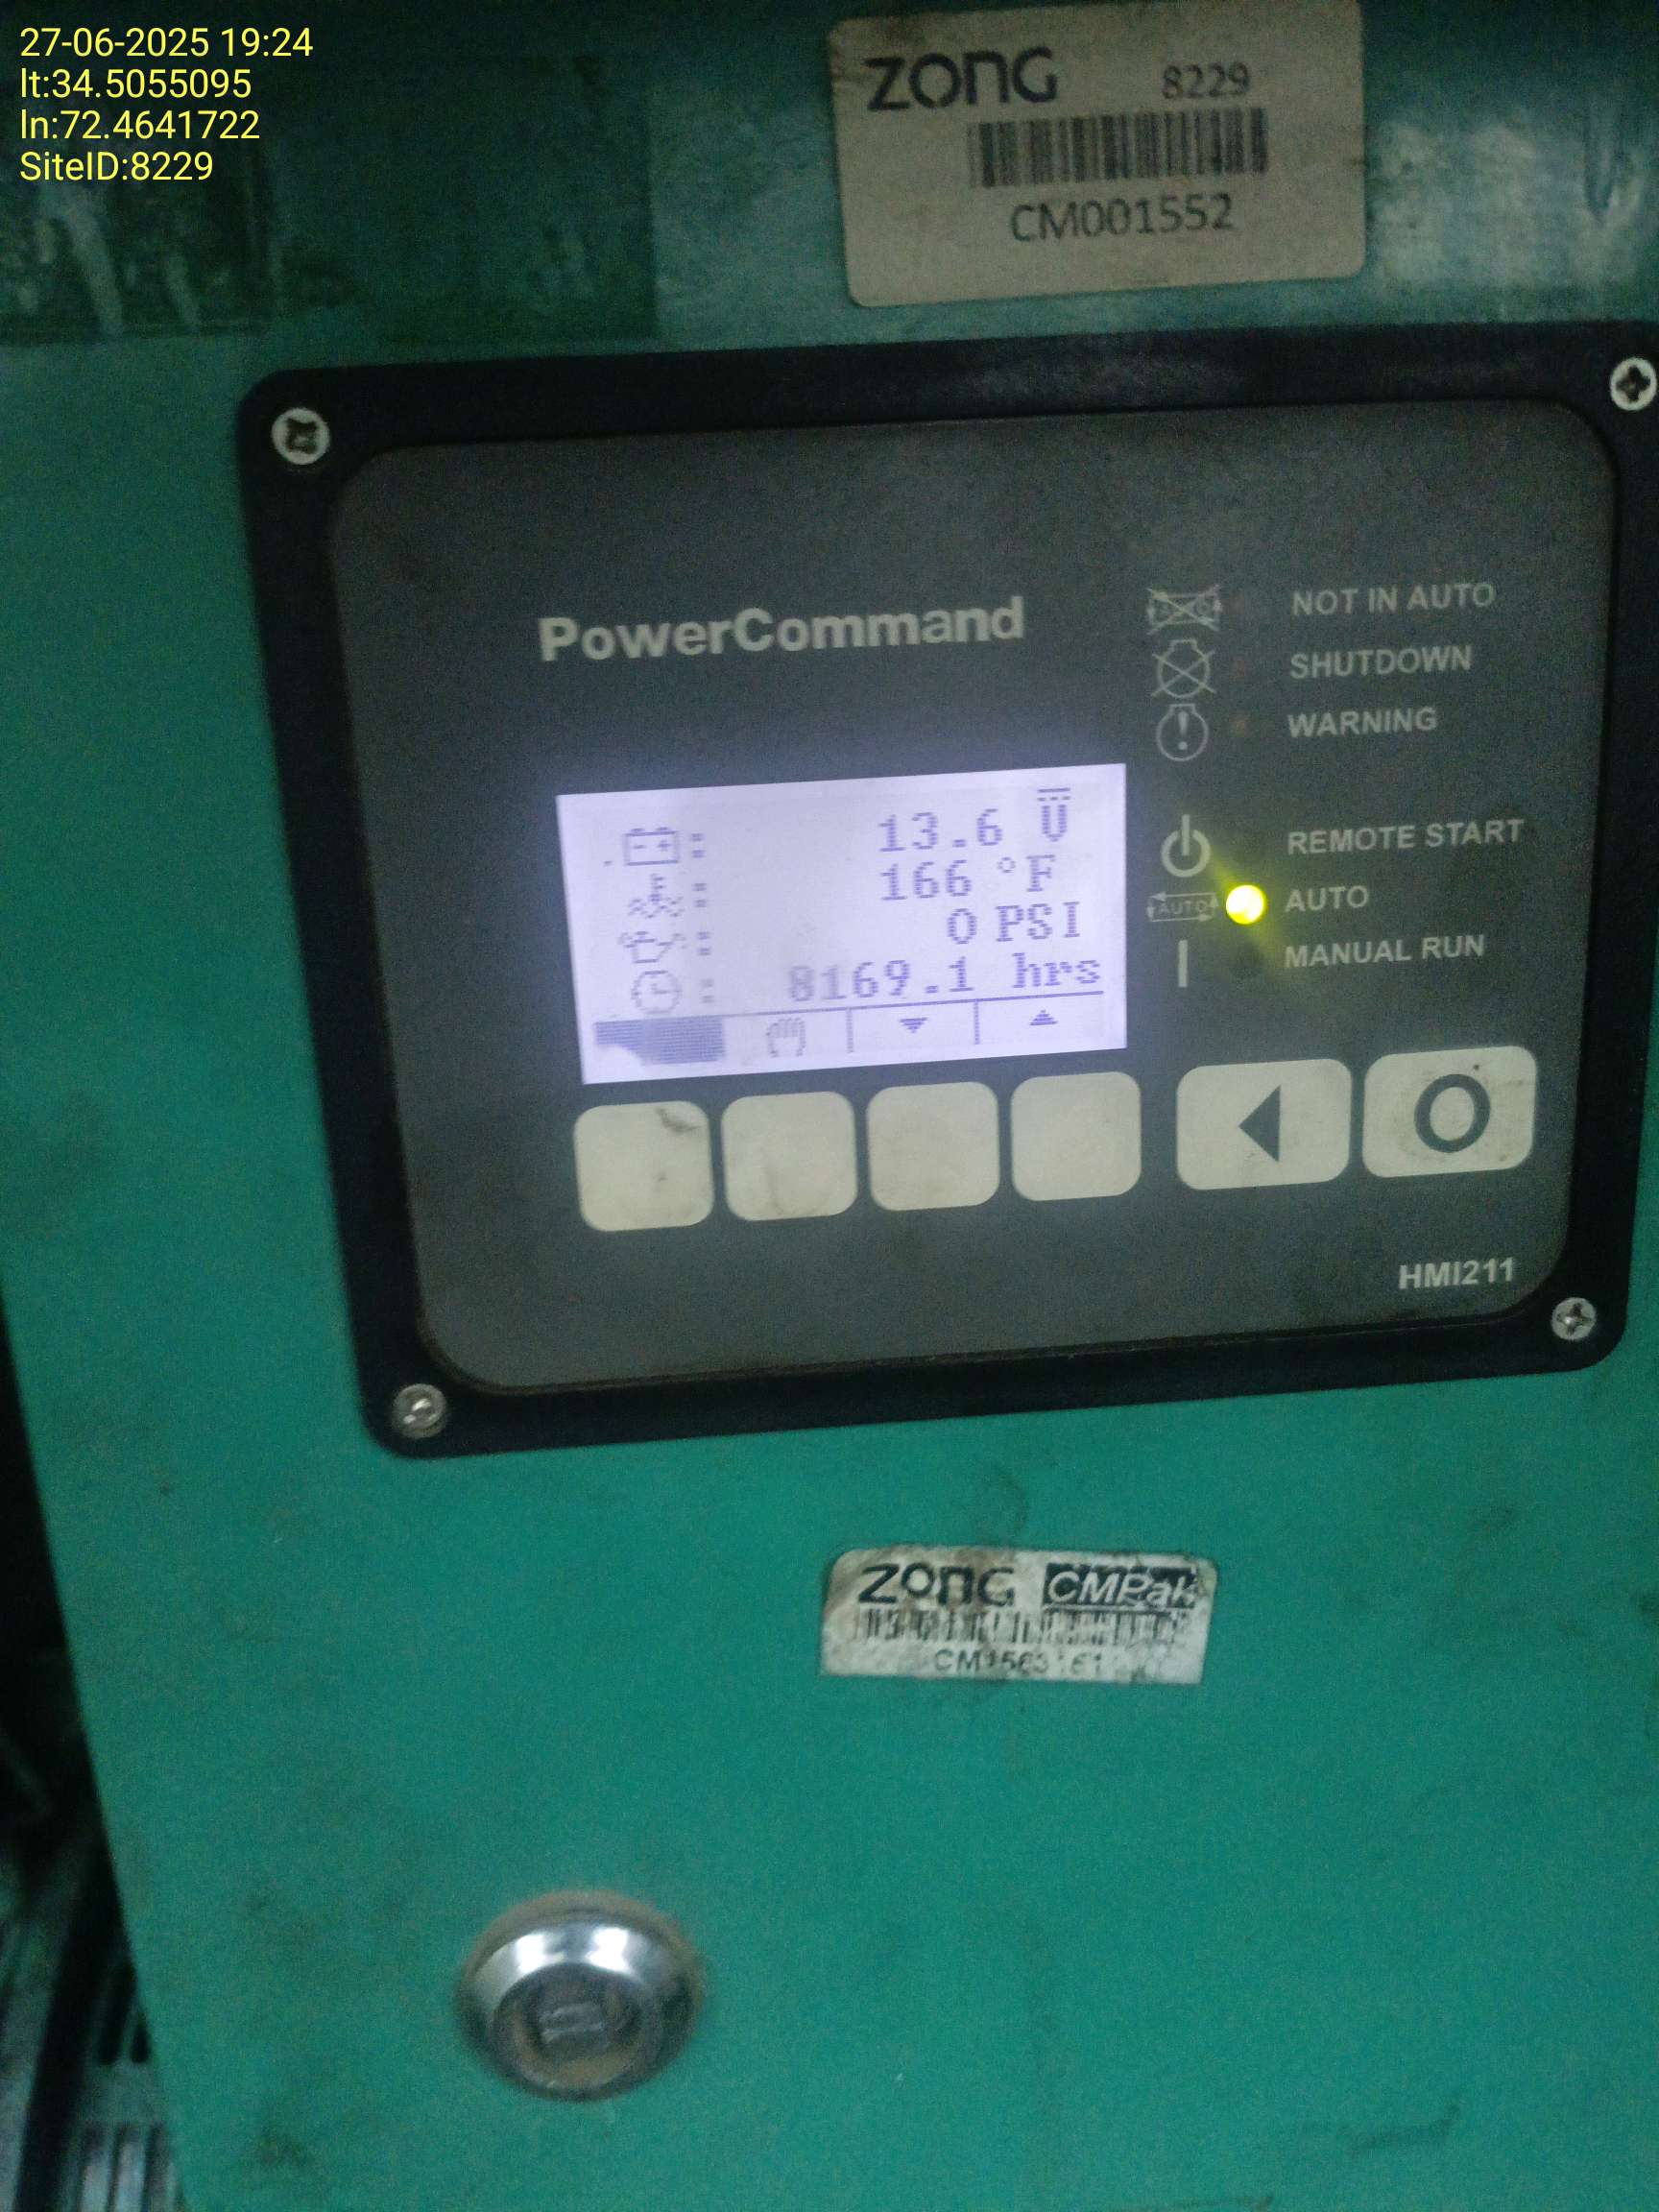 27-06-2025 19:24
lt:34.5055095
ln:72.4641722
SiteID:8229
ZONG 8229
CM001552
PowerCommand
NOT IN AUTO
SHUTDOWN
WARNING
REMOTE START
AUTO AUTO
MANUAL RUN
13.6 V
166 °F
0 PSI
8169.1 hrs
HMI211
ZONG CMPak